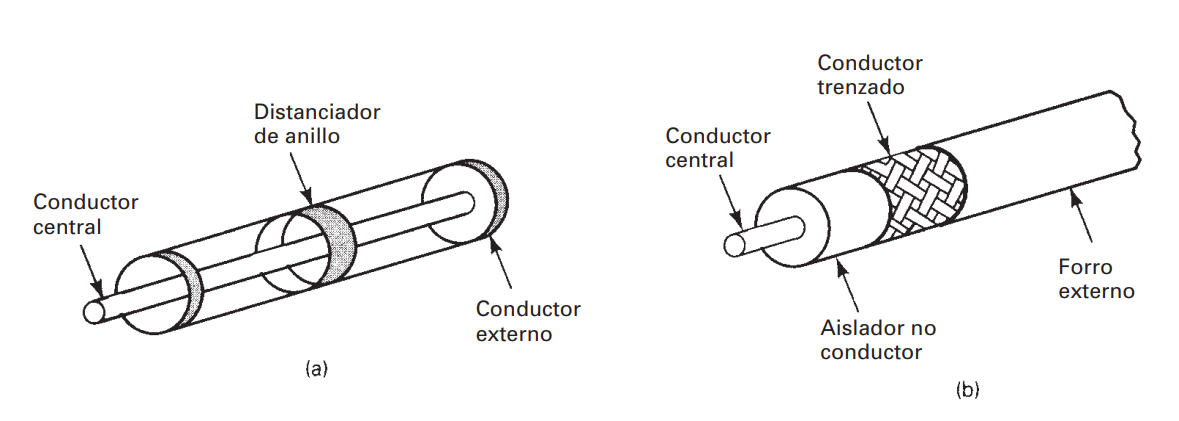 Distanciador
de anillo
Conductor
central
Conductor
externo
(a)
Conductor
trenzado
Conductor
central
Forro
externo
Aislador no
conductor
(b)